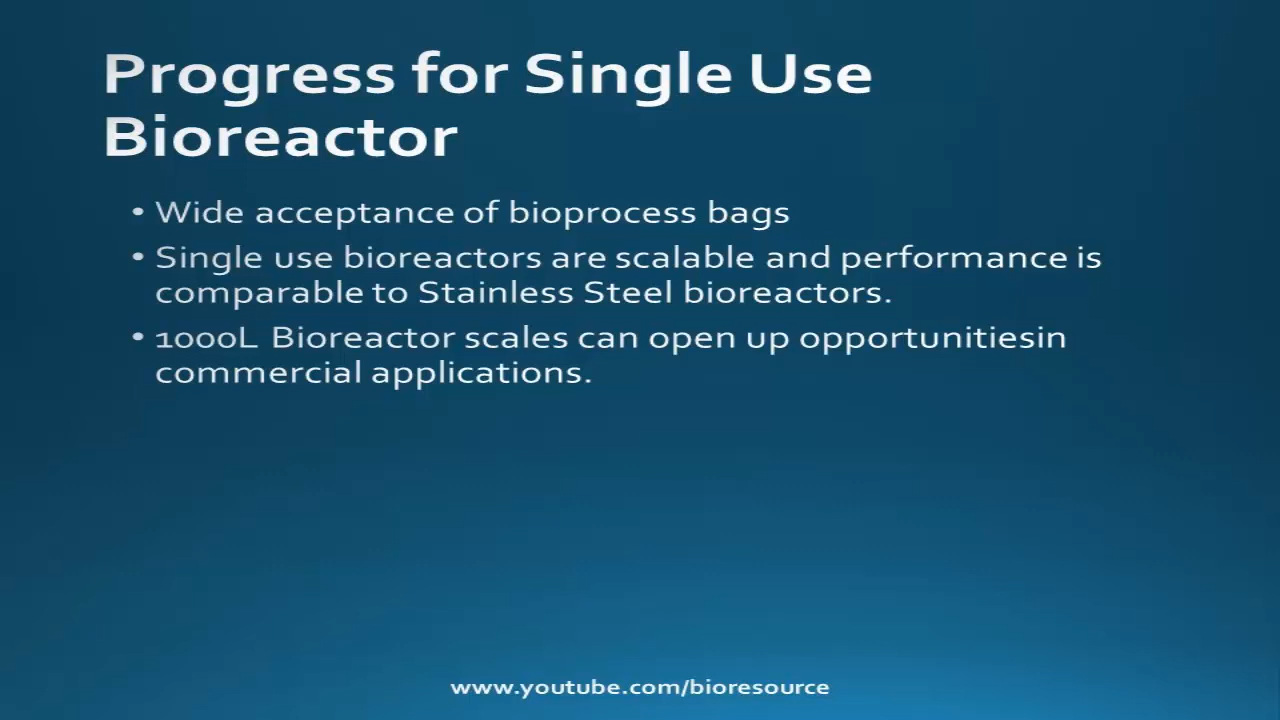 Progress for Single Use
Bioreactor
• Wide acceptance of bioprocess bags
• Single use bioreactors are scalable and performance is
comparable to Stainless Steel bioreactors.
• 1000L Bioreactor scales can open up opportunitiesin
commercial applications.
www.youtube.com/bioresource